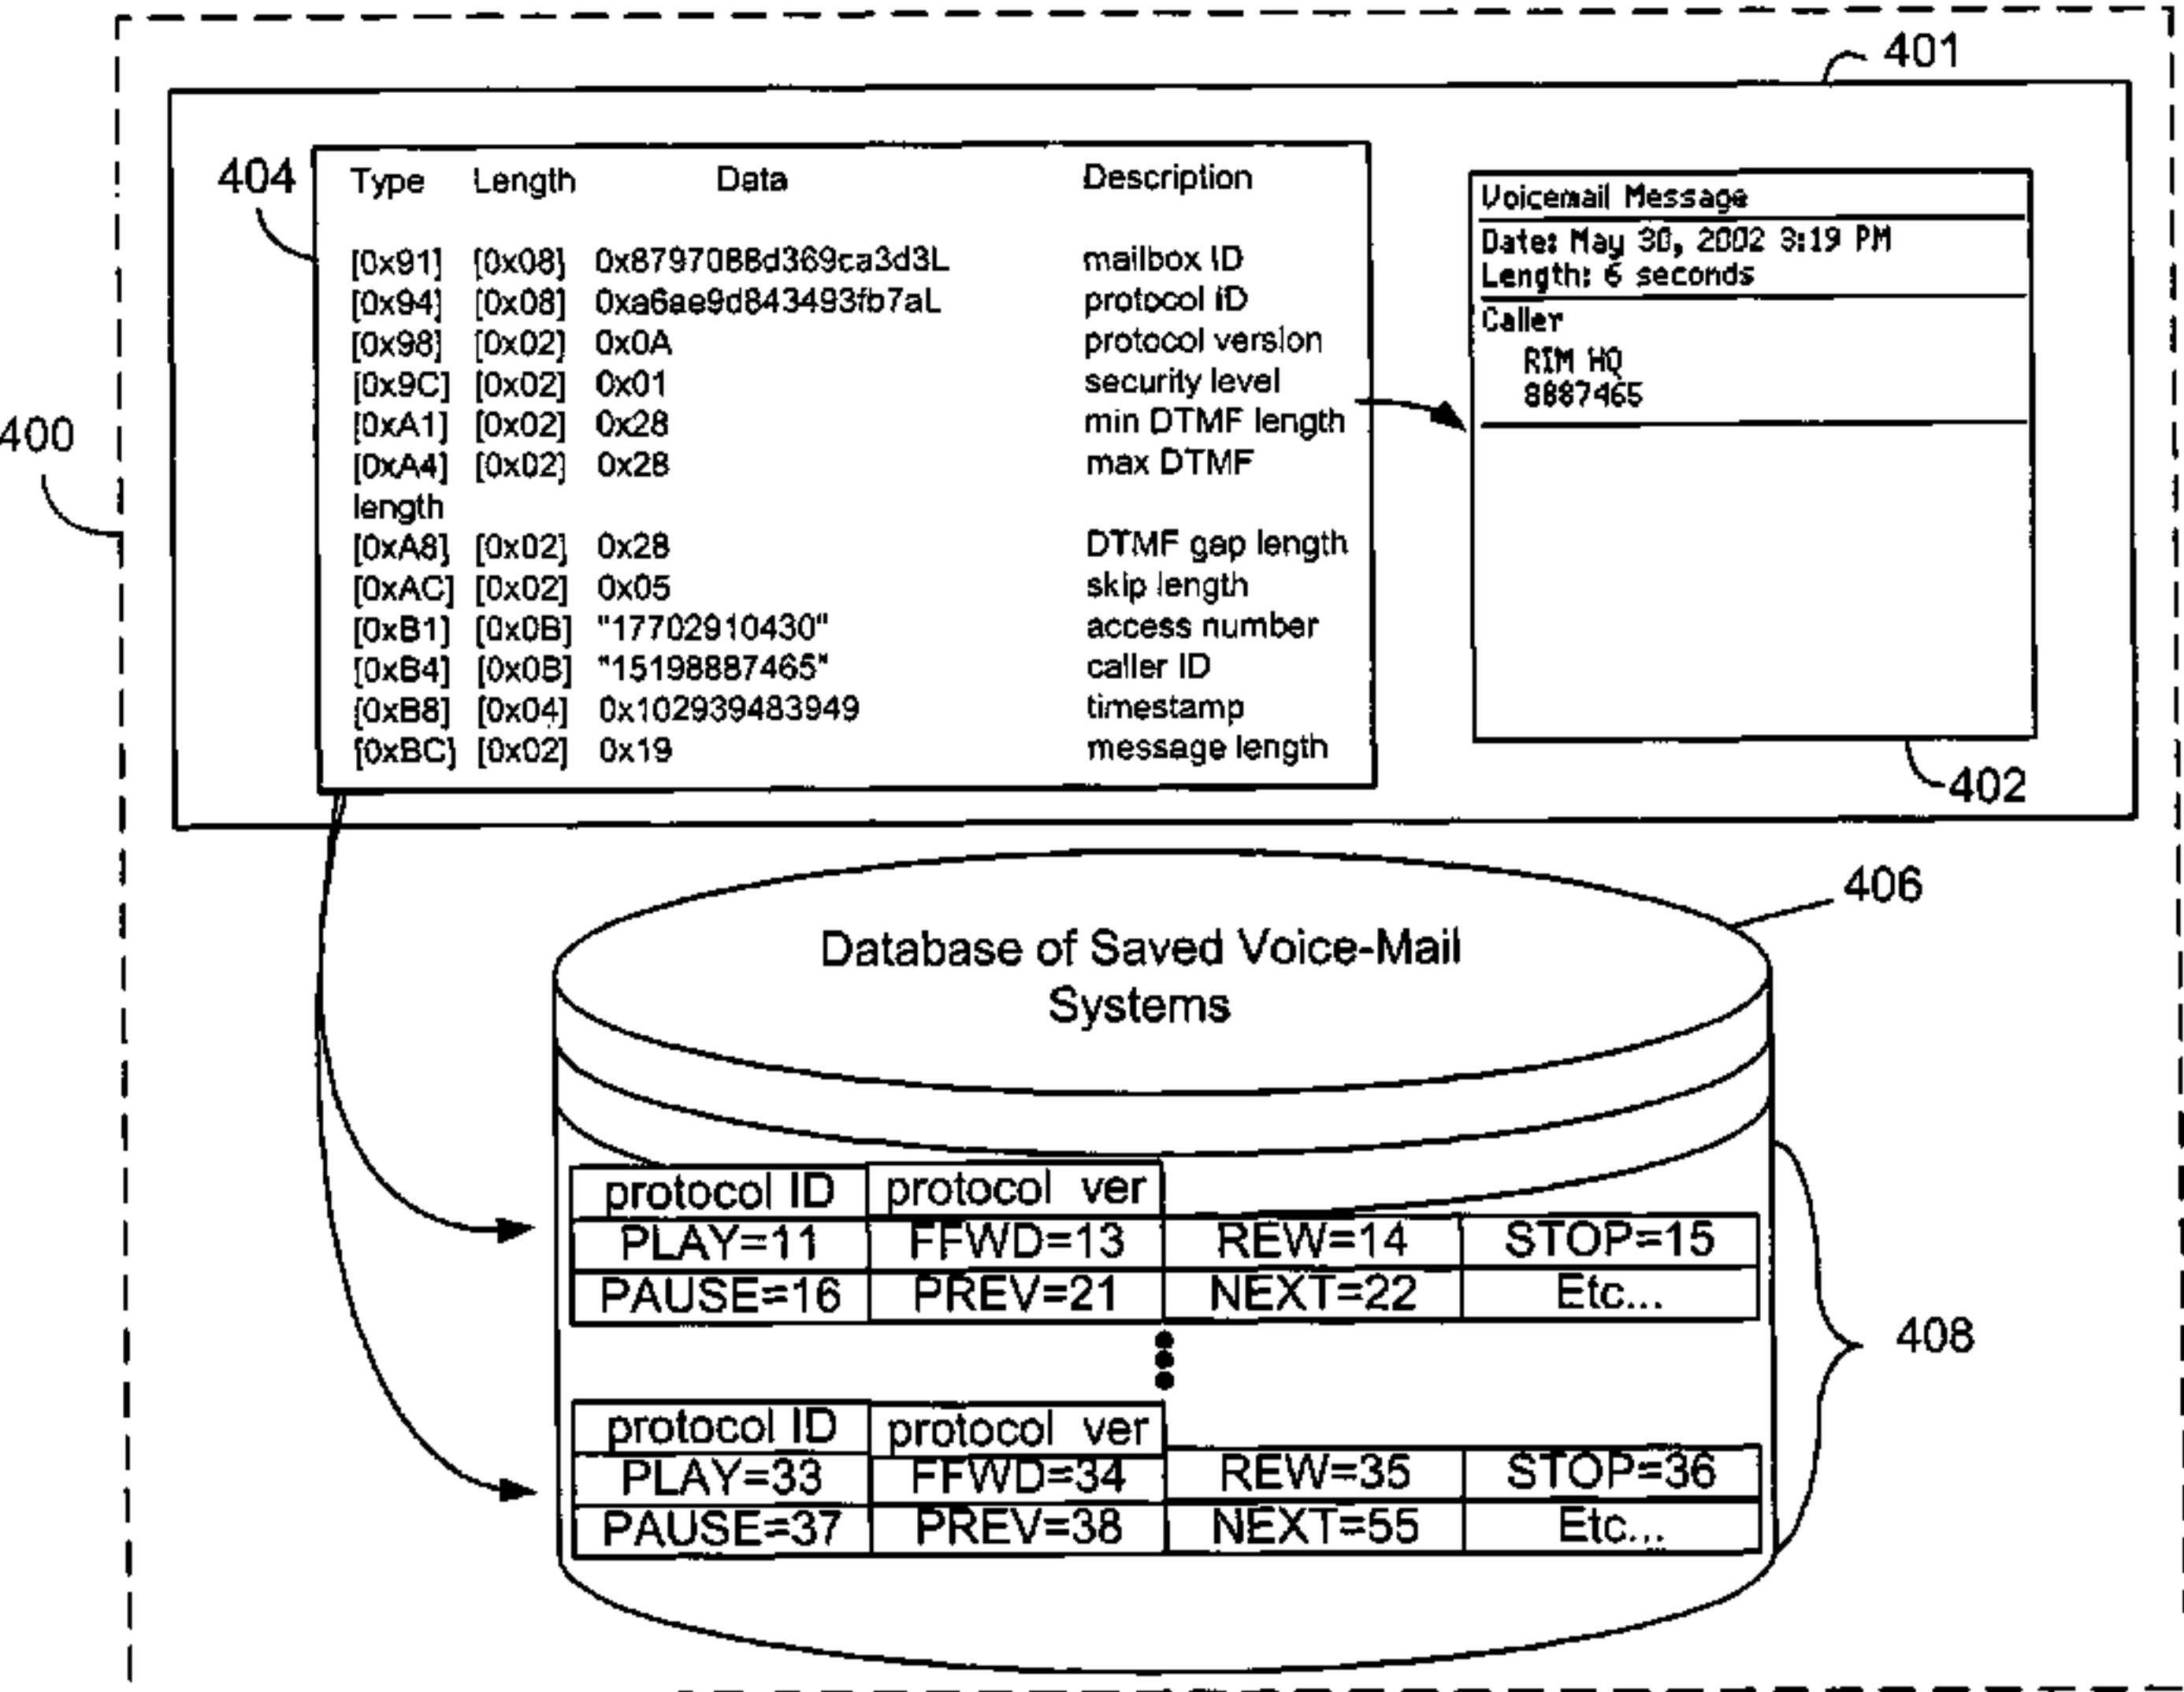 401
404
Type Length Data Description
[0x91] [0x08] 0x8797088d369ca3d3L mailbox ID
[0x94] [0x08] 0xa6ae9d843493fb7aL protocol ID
[0x98] [0x02] 0x0A protocol version
[0x9C] [0x02] 0x01 security level
[0xA1] [0x02] 0x28 min DTMF length
[0xA4] [0x02] 0x28 max DTMF
length
[0xA8] [0x02] 0x28 DTMF gap length
[0xAC] [0x02] 0x05 skip length
[0xB1] [0x0B] "17702910430" access number
[0xB4] [0x0B] "15198887465" caller ID
[0xB8] [0x04] 0x102939483949 timestamp
[0xBC] [0x02] 0x19 message length
Voicemail Message
Date: May 30, 2002 3:19 PM
Length: 6 seconds
Caller
RIM HQ
8887465
402
400
406
Database of Saved Voice-Mail
Systems
protocol ID protocol ver
PLAY=11 FFWD=13 REW=14 STOP=15
PAUSE=16 PREV=21 NEXT=22 Etc...
408
protocol ID protocol ver
PLAY=33 FFWD=34 REW=35 STOP=36
PAUSE=37 PREV=38 NEXT=55 Etc...